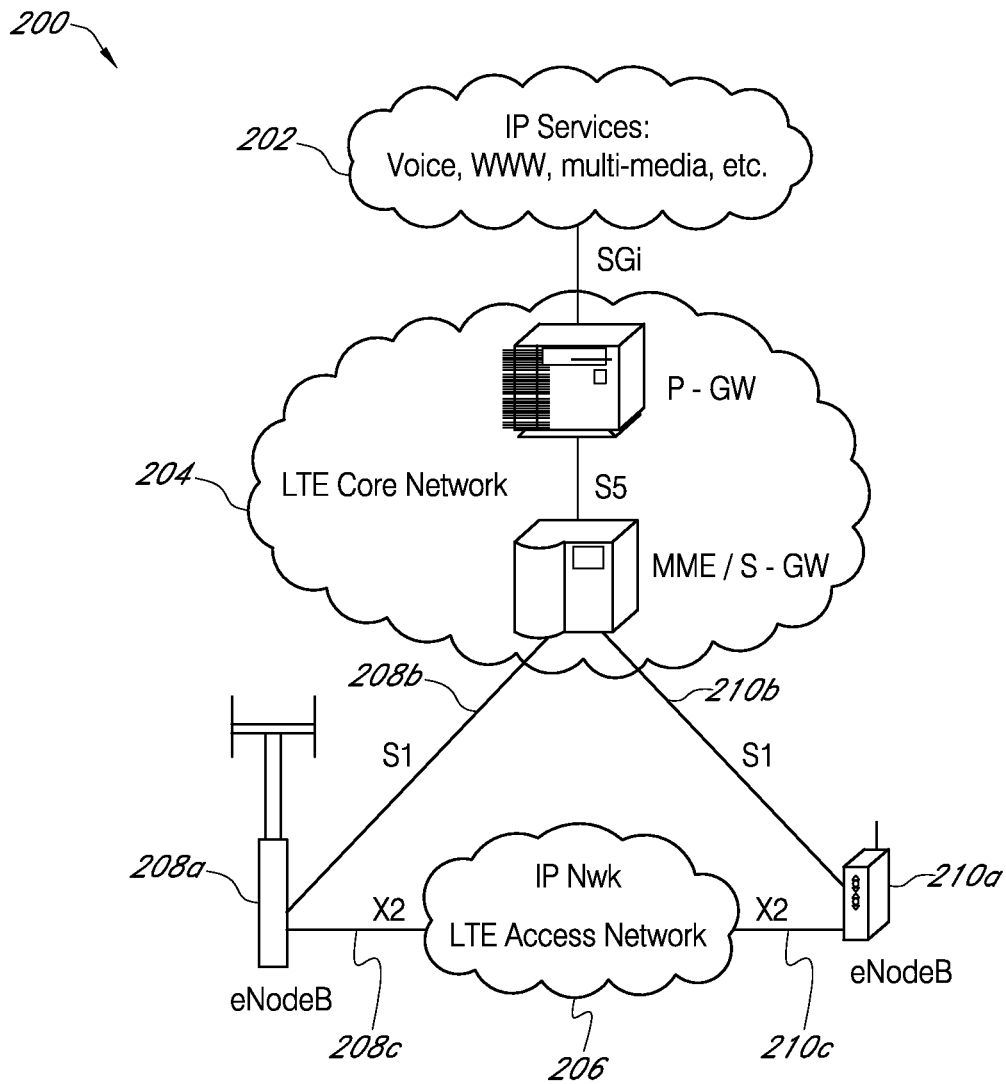 200
202
IP Services:
Voice, WWW, multi-media, etc.
SGi
P - GW
204
LTE Core Network
S5
MME / S - GW
208b
210b
S1
S1
208a
IP Nwk
210a
X2
LTE Access Network
X2
eNodeB
eNodeB
208c
206
210c